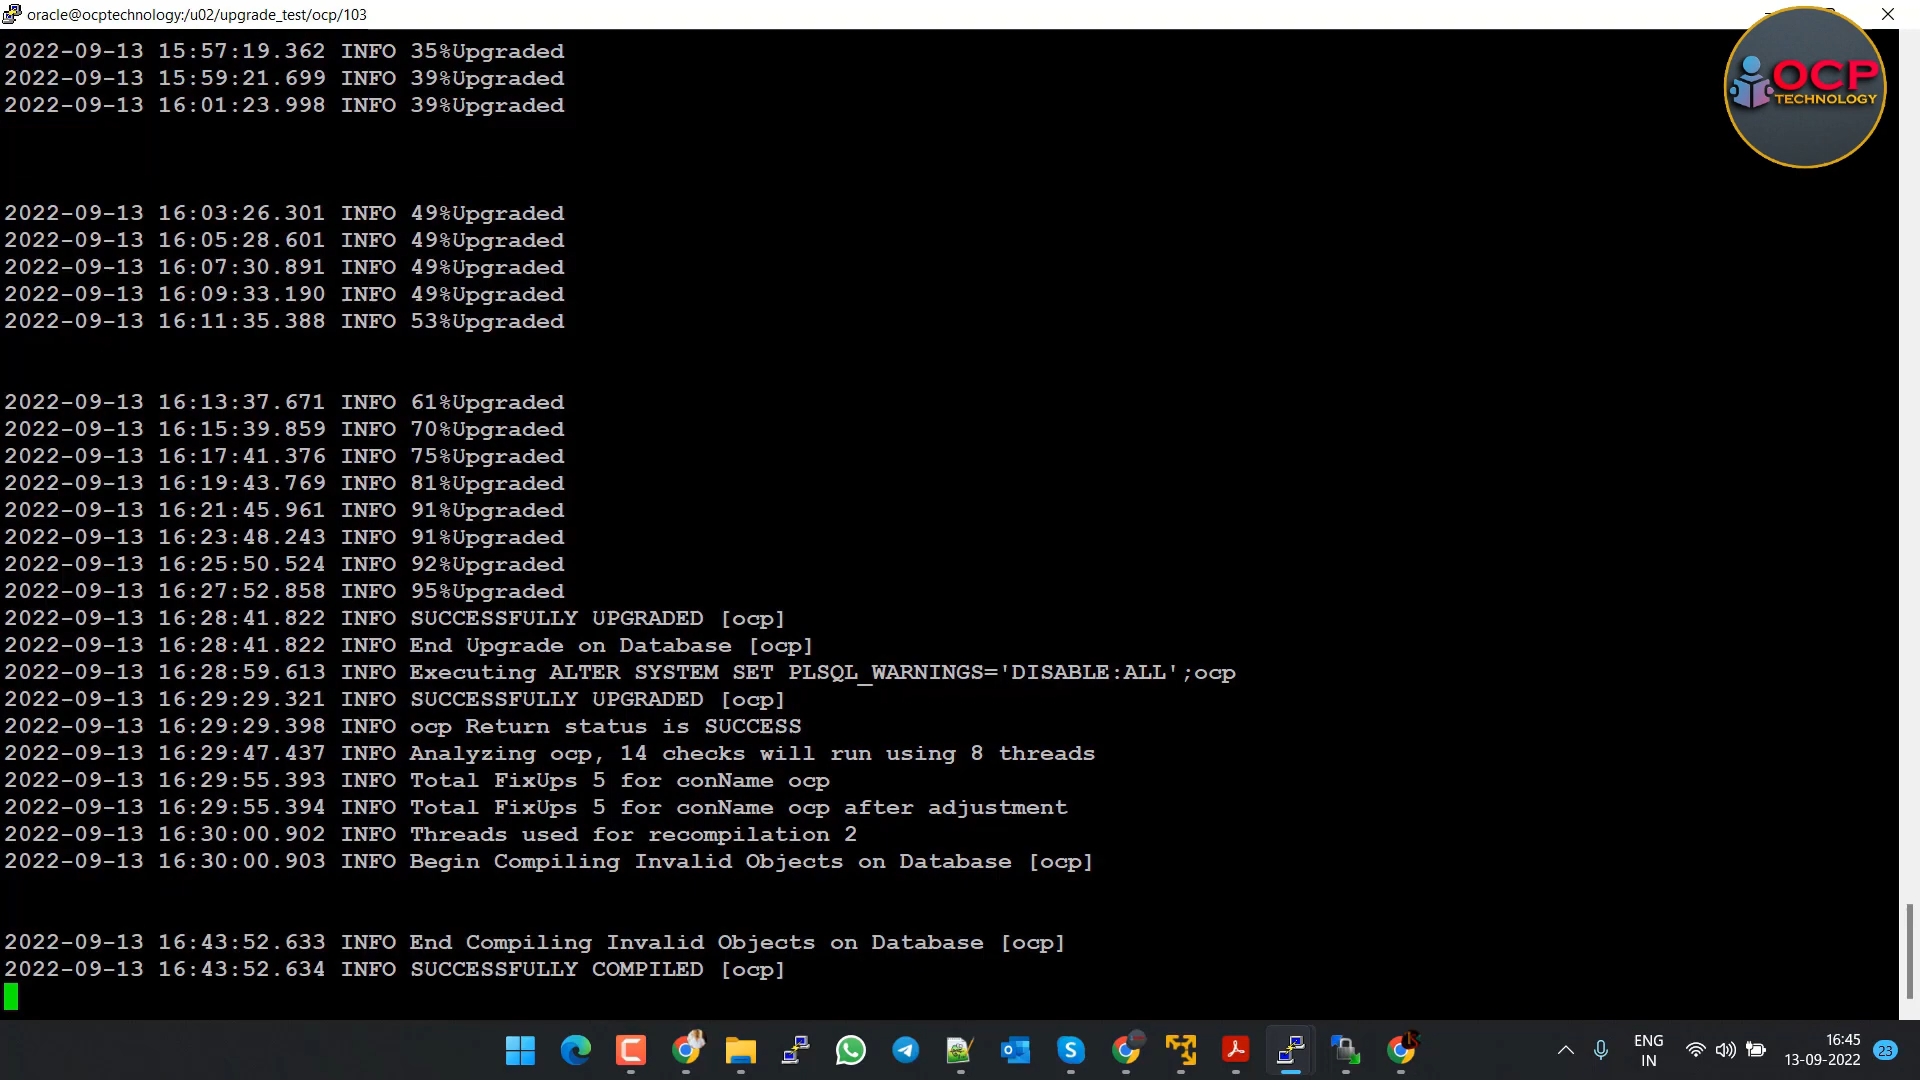 oracle@ocptechnology:/u02/upgrade_test/ocp/103
OCP
TECHNOLOGY
2022-09-13 15:57:19.362 INFO 35%Upgraded
2022-09-13 15:59:21.699 INFO 39%Upgraded
2022-09-13 16:01:23.998 INFO 39%Upgraded
2022-09-13 16:03:26.301 INFO 49%Upgraded
2022-09-13 16:05:28.601 INFO 49%Upgraded
2022-09-13 16:07:30.891 INFO 49%Upgraded
2022-09-13 16:09:33.190 INFO 49%Upgraded
2022-09-13 16:11:35.388 INFO 53%Upgraded
2022-09-13 16:13:37.671 INFO 61%Upgraded
2022-09-13 16:15:39.859 INFO 70%Upgraded
2022-09-13 16:17:41.376 INFO 75%Upgraded
2022-09-13 16:19:43.769 INFO 81%Upgraded
2022-09-13 16:21:45.961 INFO 91%Upgraded
2022-09-13 16:23:48.243 INFO 91%Upgraded
2022-09-13 16:25:50.524 INFO 92%Upgraded
2022-09-13 16:27:52.858 INFO 95%Upgraded
2022-09-13 16:28:41.822 INFO SUCCESSFULLY UPGRADED [ocp]
2022-09-13 16:28:41.822 INFO End Upgrade on Database [ocp]
2022-09-13 16:28:59.613 INFO Executing ALTER SYSTEM SET PLSQL_WARNINGS='DISABLE:ALL';ocp
2022-09-13 16:29:29.321 INFO SUCCESSFULLY UPGRADED [ocp]
2022-09-13 16:29:29.398 INFO ocp Return status is SUCCESS
2022-09-13 16:29:47.437 INFO Analyzing ocp, 14 checks will run using 8 threads
2022-09-13 16:29:55.393 INFO Total FixUps 5 for conName ocp
2022-09-13 16:29:55.394 INFO Total FixUps 5 for conName ocp after adjustment
2022-09-13 16:30:00.902 INFO Threads used for recompilation 2
2022-09-13 16:30:00.903 INFO Begin Compiling Invalid Objects on Database [ocp]
2022-09-13 16:43:52.633 INFO End Compiling Invalid Objects on Database [ocp]
2022-09-13 16:43:52.634 INFO SUCCESSFULLY COMPILED [ocp]
ENG
IN
16:45
13-09-2022
23